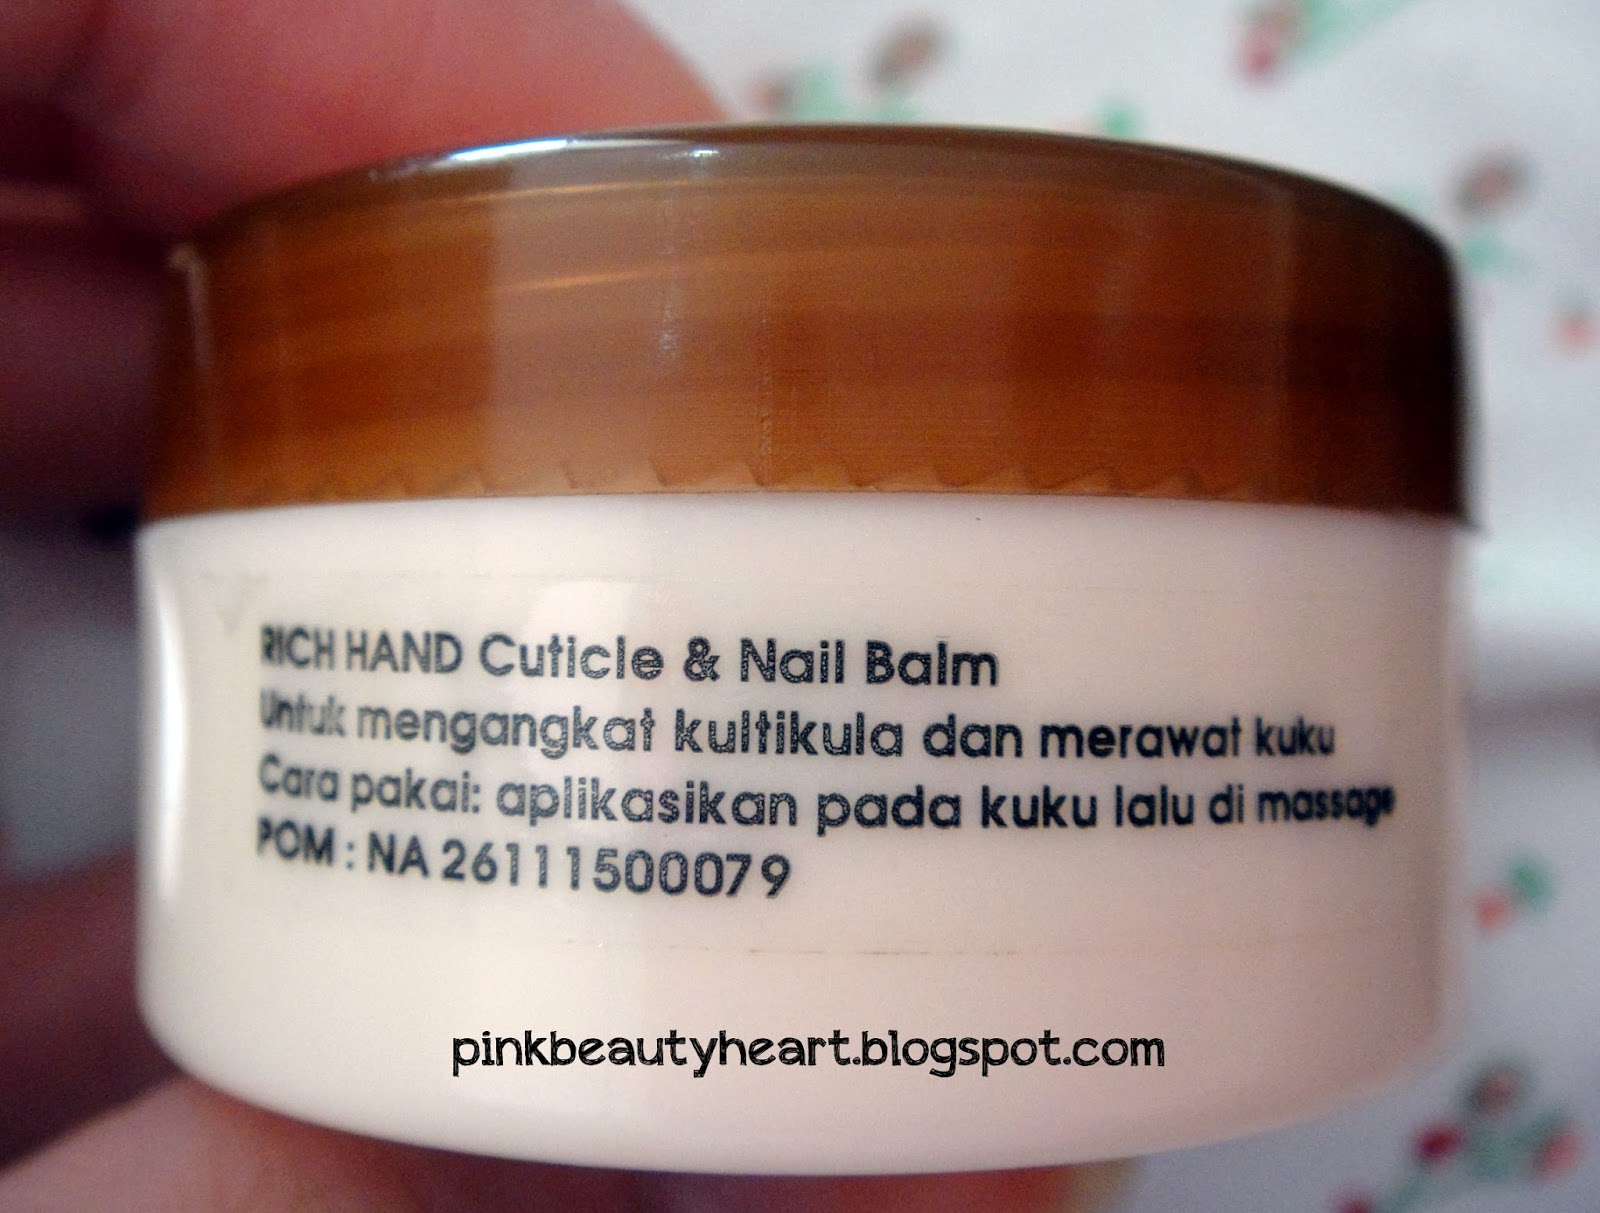 RICH HAND Cuticle & Nail Balm
Untuk mengangkat kultikula dan merawat kuku
Cara pakai: aplikasikan pada kuku lalu di massage
POM : NA 26111500079
pinkbeautyheart.blogspot.com